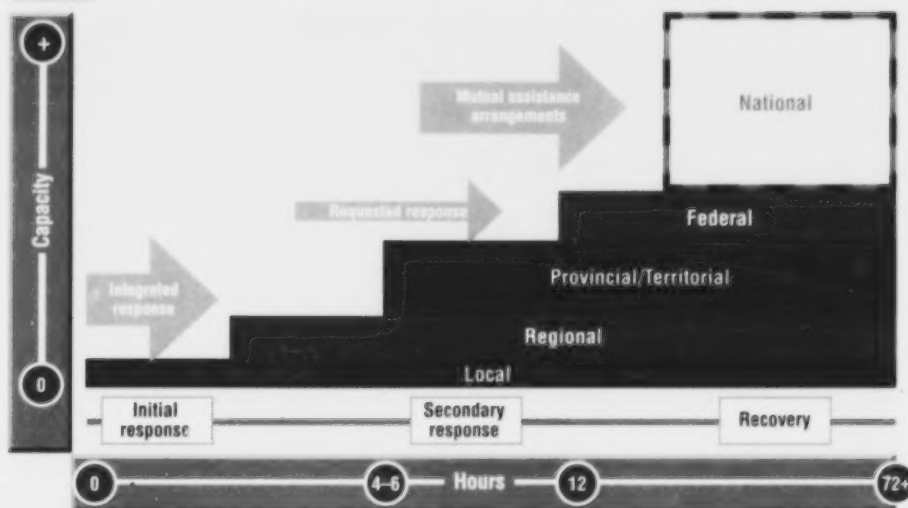 +
Capacity
0
Mutual assistance
arrangements
National
Requested response
Federal
Integrated
response
Provincial/Territorial
Regional
Local
Initial
response
Secondary
response
Recovery
0
4–6
Hours
12
72+